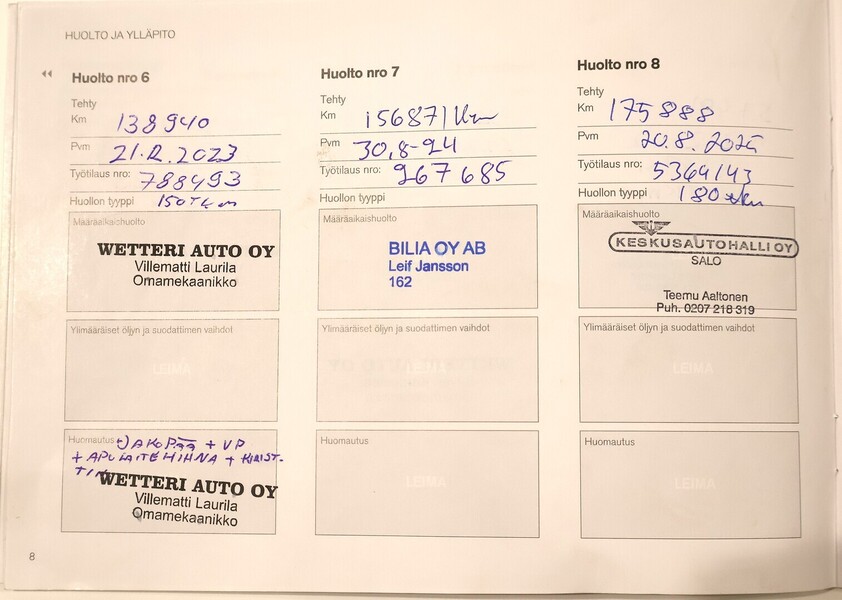 HUOLTO JA YLLÄPITO
Huolto nro 6
Tehty
Km 138940
Pvm 21.12.2023
Työtilaus nro: 788493
Huollon tyyppi 150Tkm
Määräaikaishuolto
WETTERI AUTO OY
Villematti Laurila
Omamekaanikko
Ylimääräiset öljyn ja suodattimen vaihdot
LEIMA
Huomautus JAKOPÄÄ + VP
+ APULAITEHIHNA + KIRIST-
TIN
WETTERI AUTO OY
Villematti Laurila
Omamekaanikko
Huolto nro 7
Tehty
Km 156871 km
Pvm 30,8-24
Työtilaus nro: 267685
Huollon tyyppi
Määräaikaishuolto
BILIA OY AB
Leif Jansson
162
Ylimääräiset öljyn ja suodattimen vaihdot
Huomautus
LEIMA
Huolto nro 8
Tehty
Km 175888
Pvm 20.8.2025
Työtilaus nro: 5364143
Huollon tyyppi 180 tkm
Määräaikaishuolto
KESKUSAUTOHALLI OY
SALO
Teemu Aaltonen
Puh. 0207 218 319
Ylimääräiset öljyn ja suodattimen vaihdot
LEIMA
Huomautus
LEIMA
8